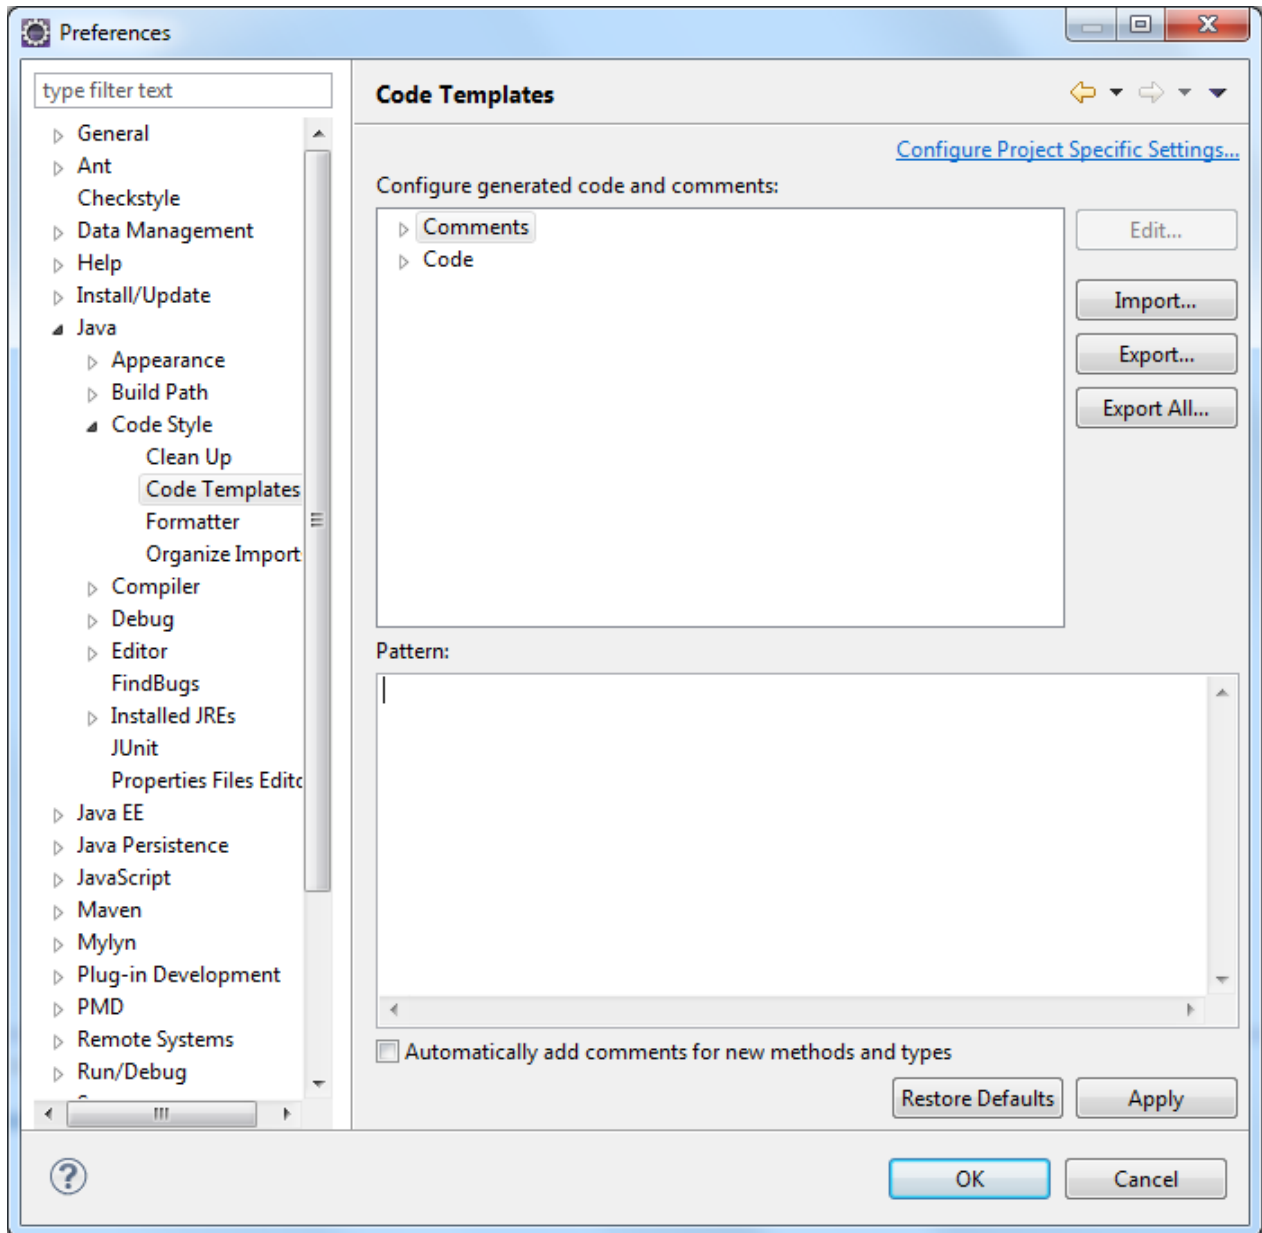 Preferences
type filter text
General
Ant
Checkstyle
Data Management
Help
Install/Update
Java
Appearance
Build Path
Code Style
Clean Up
Code Templates
Formatter
Organize Import
Compiler
Debug
Editor
FindBugs
Installed JREs
JUnit
Properties Files Edito
Java EE
Java Persistence
JavaScript
Maven
Mylyn
Plug-in Development
PMD
Remote Systems
Run/Debug
Code Templates
Configure Project Specific Settings...
Configure generated code and comments:
Comments
Code
Edit...
Import...
Export...
Export All...
Pattern:
Automatically add comments for new methods and types
Restore Defaults
Apply
OK
Cancel